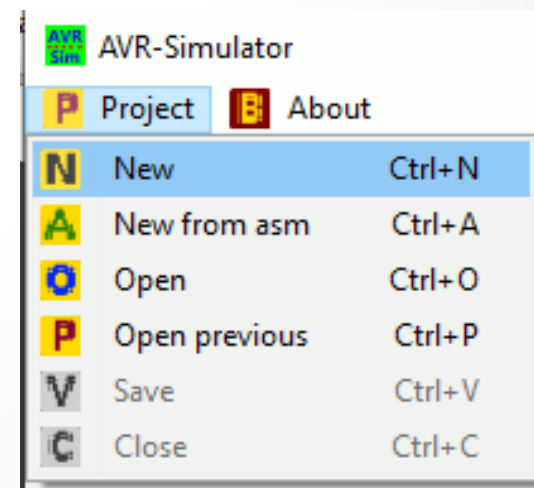 AVR Sim AVR-Simulator
P Project B About
N New Ctrl+N
A New from asm Ctrl+A
O Open Ctrl+O
P Open previous Ctrl+P
V Save Ctrl+V
C Close Ctrl+C